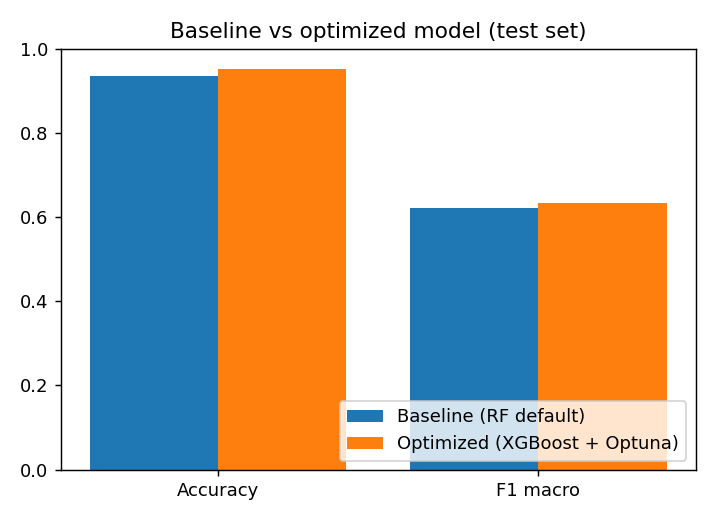 Baseline vs optimized model (test set)
1.0
0.8
0.6
0.4
0.2
0.0
Baseline (RF default)
Optimized (XGBoost + Optuna)
Accuracy
F1 macro